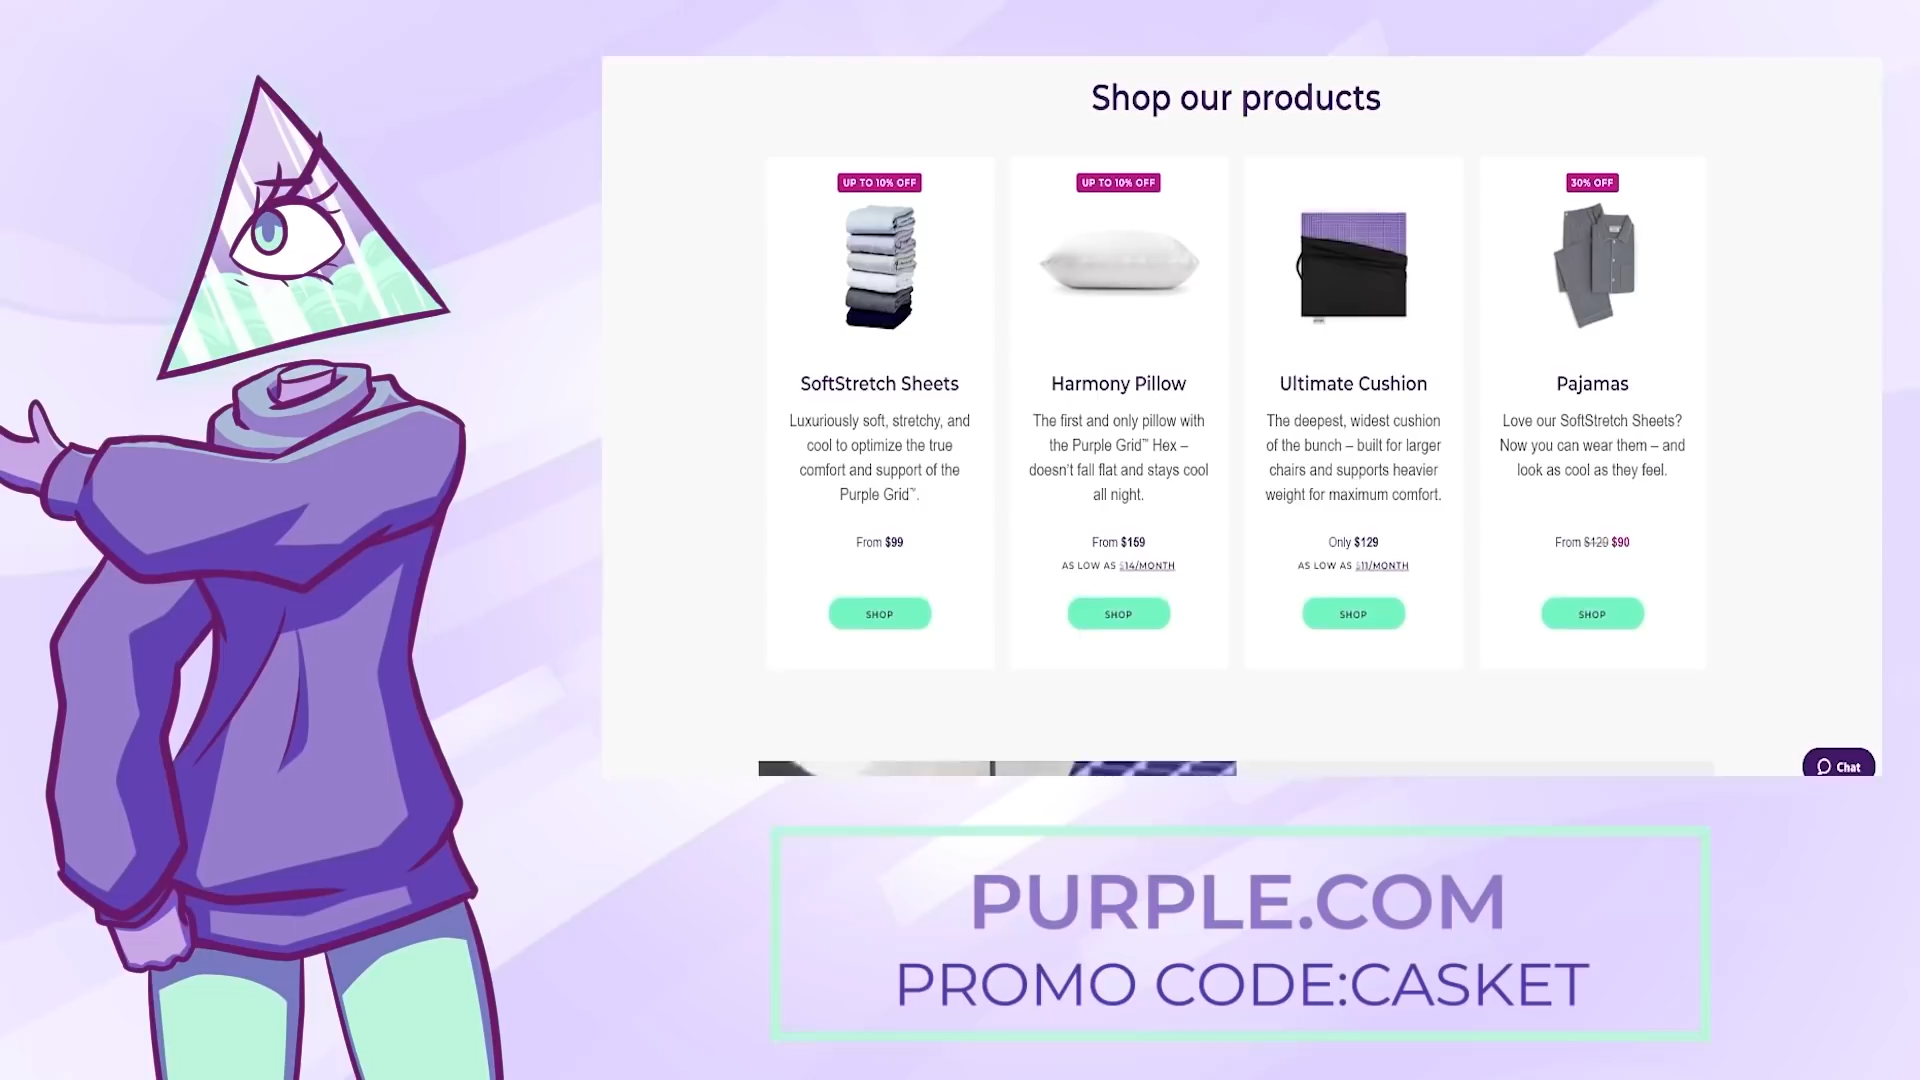 Shop our products
UP TO 10% OFF
SoftStretch Sheets
Luxuriously soft, stretchy, and
cool to optimize the true
comfort and support of the
Purple Grid™.
From $99
SHOP
UP TO 10% OFF
Harmony Pillow
The first and only pillow with
the Purple Grid™ Hex –
doesn't fall flat and stays cool
all night.
From $159
AS LOW AS $14/MONTH
SHOP
Ultimate Cushion
The deepest, widest cushion
of the bunch – built for larger
chairs and supports heavier
weight for maximum comfort.
Only $129
AS LOW AS $11/MONTH
SHOP
30% OFF
Pajamas
Love our SoftStretch Sheets?
Now you can wear them – and
look as cool as they feel.
From $129 $90
SHOP
Chat
PURPLE.COM
PROMO CODE:CASKET